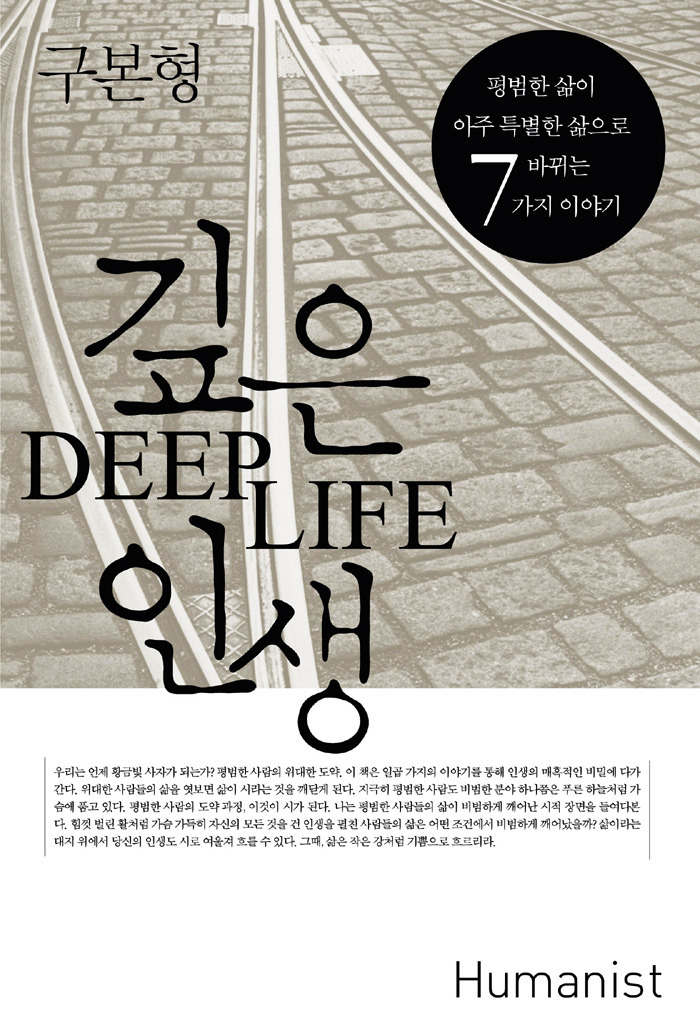 구본형
평범한 삶이
아주 특별한 삶으로
7 바뀌는
가지 이야기
깊은
DEEP
LIFE
인생
우리는 언제 황금빛 사자가 되는가? 평범한 사람의 위대한 도약. 이 책은 일곱 가지의 이야기를 통해 인생의 매혹적인 비밀에 다가
간다. 위대한 사람들의 삶을 엿보면 삶이 시라는 것을 깨닫게 된다. 지극히 평범한 사람도 비범한 분야 하나쯤은 푸른 하늘처럼 가
슴에 품고 있다. 평범한 사람의 도약 과정, 이것이 시가 된다. 나는 평범한 사람들의 삶이 비범하게 깨어난 시적 장면을 들여다본
다. 힘껏 벌린 활처럼 가슴 가득히 자신의 모든 것을 건 인생을 펼친 사람들의 삶은 어떤 조건에서 비범하게 깨어났을까? 삶이라는
대지 위에서 당신의 인생도 시로 여울져 흐를 수 있다. 그때, 삶은 작은 강처럼 기쁨으로 흐르리라.
Humanist